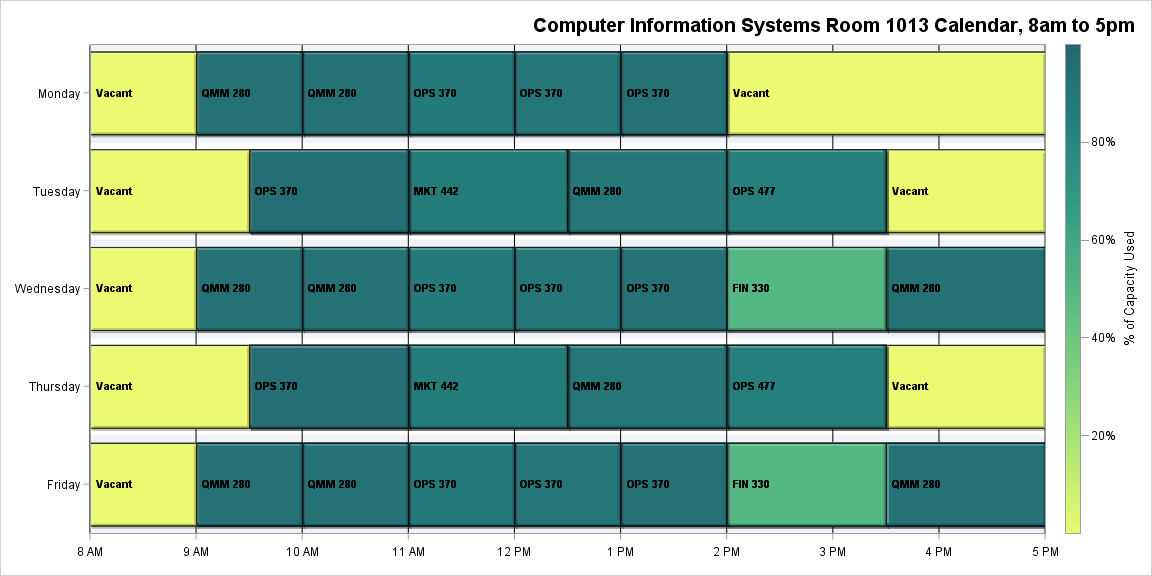 Computer Information Systems Room 1013 Calendar, 8am to 5pm
Monday Vacant QMM 280 QMM 280 OPS 370 OPS 370 OPS 370 Vacant
Tuesday Vacant OPS 370 MKT 442 QMM 280 OPS 477 Vacant
Wednesday Vacant QMM 280 QMM 280 OPS 370 OPS 370 OPS 370 FIN 330 QMM 280
Thursday Vacant OPS 370 MKT 442 QMM 280 OPS 477 Vacant
Friday Vacant QMM 280 QMM 280 OPS 370 OPS 370 OPS 370 FIN 330 QMM 280
8 AM 9 AM 10 AM 11 AM 12 PM 1 PM 2 PM 3 PM 4 PM 5 PM
80%
60%
40%
20%
% of Capacity Used